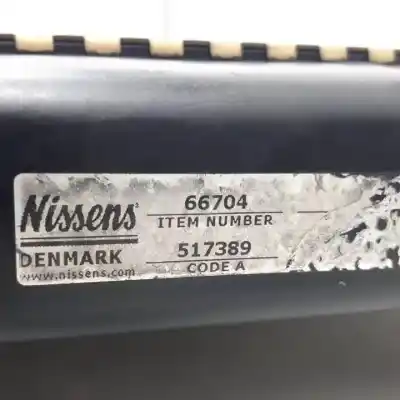 Nissens
66704
ITEM NUMBER
DENMARK
517389
www.nissens.com
CODE A